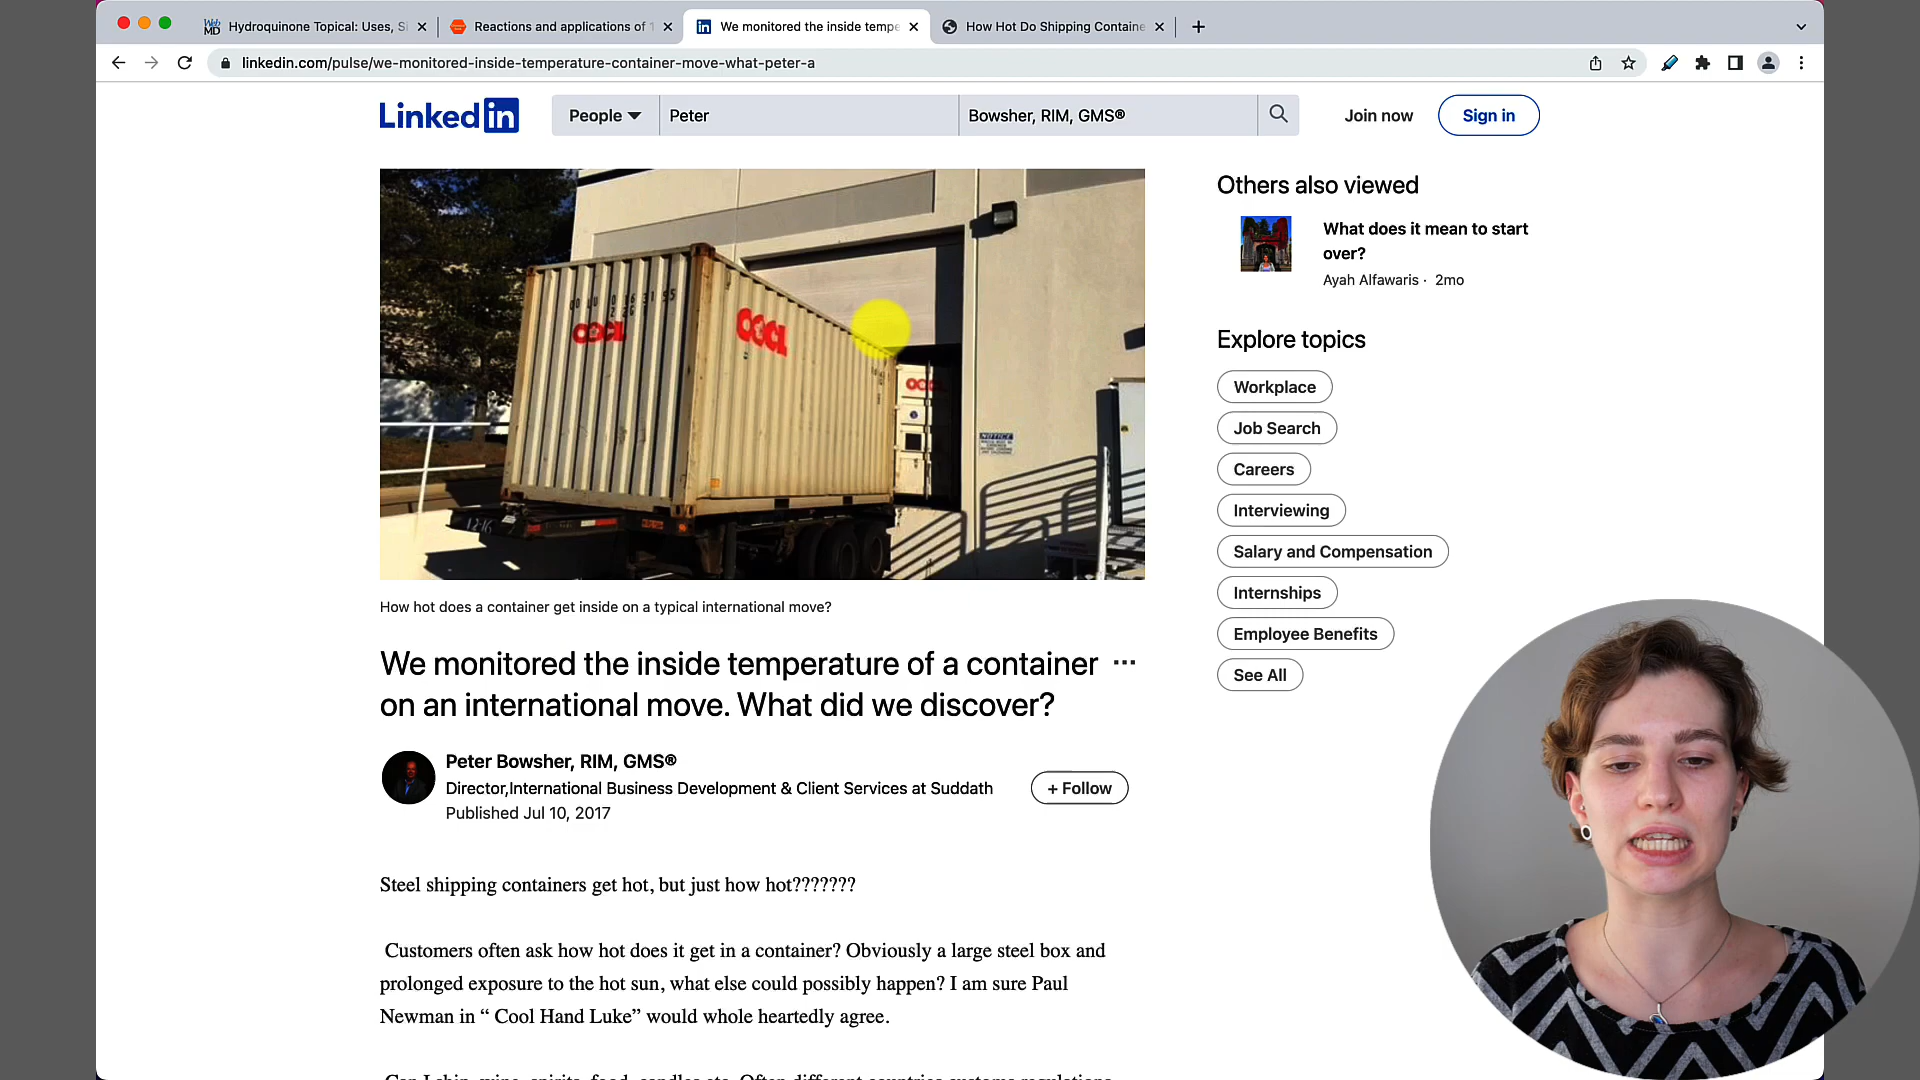 Hydroquinone Topical: Uses, Si
Reactions and applications of 1
We monitored the inside tempe
How Hot Do Shipping Containe
linkedin.com/pulse/we-monitored-inside-temperature-container-move-what-peter-a
Linkedin
People
Peter
Bowsher, RIM, GMS®
Join now
Sign in
OOCL
OOCL
NOTICE
12-16
How hot does a container get inside on a typical international move?
We monitored the inside temperature of a container
on an international move. What did we discover?
Peter Bowsher, RIM, GMS®
Director,International Business Development & Client Services at Suddath
Published Jul 10, 2017
+ Follow
Steel shipping containers get hot, but just how hot???????
Customers often ask how hot does it get in a container? Obviously a large steel box and
prolonged exposure to the hot sun, what else could possibly happen? I am sure Paul
Newman in “ Cool Hand Luke” would whole heartedly agree.
Others also viewed
What does it mean to start
over?
Ayah Alfawaris · 2mo
Explore topics
Workplace
Job Search
Careers
Interviewing
Salary and Compensation
Internships
Employee Benefits
See All